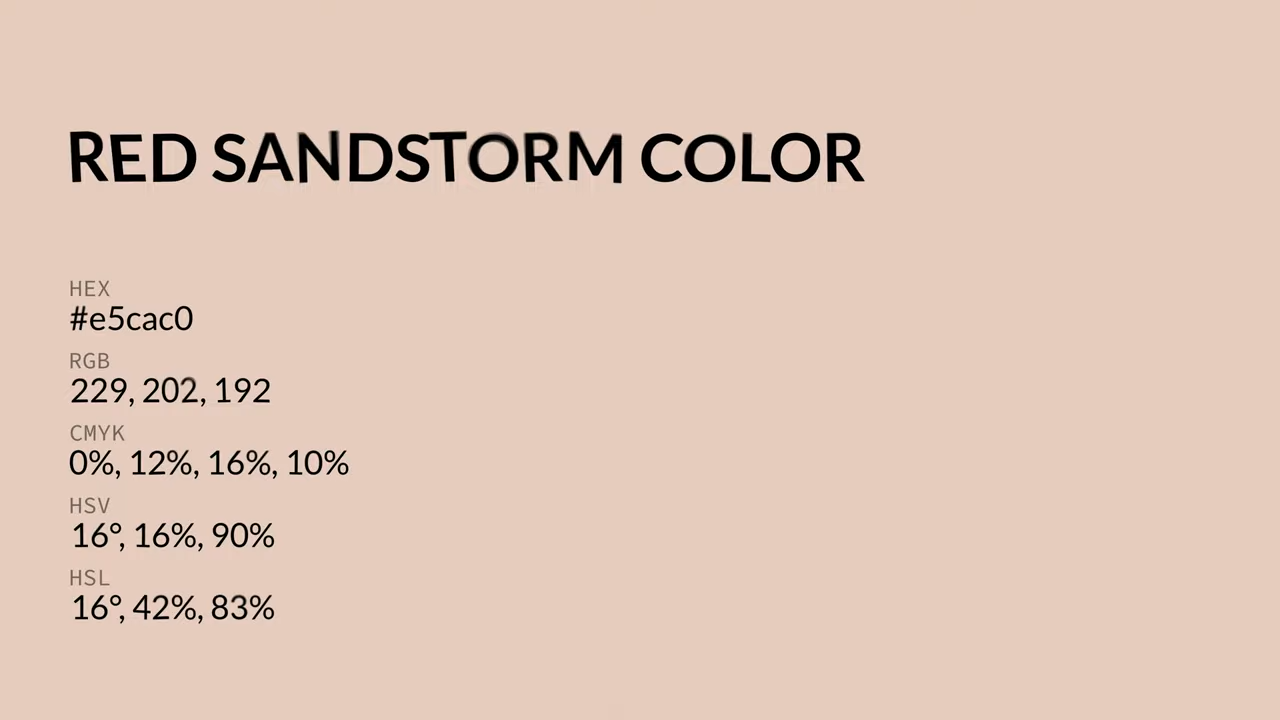 RED SANDSTORM COLOR
HEX
#e5cac0
RGB
229, 202, 192
CMYK
0%, 12%, 16%, 10%
HSV
16°, 16%, 90%
HSL
16°, 42%, 83%